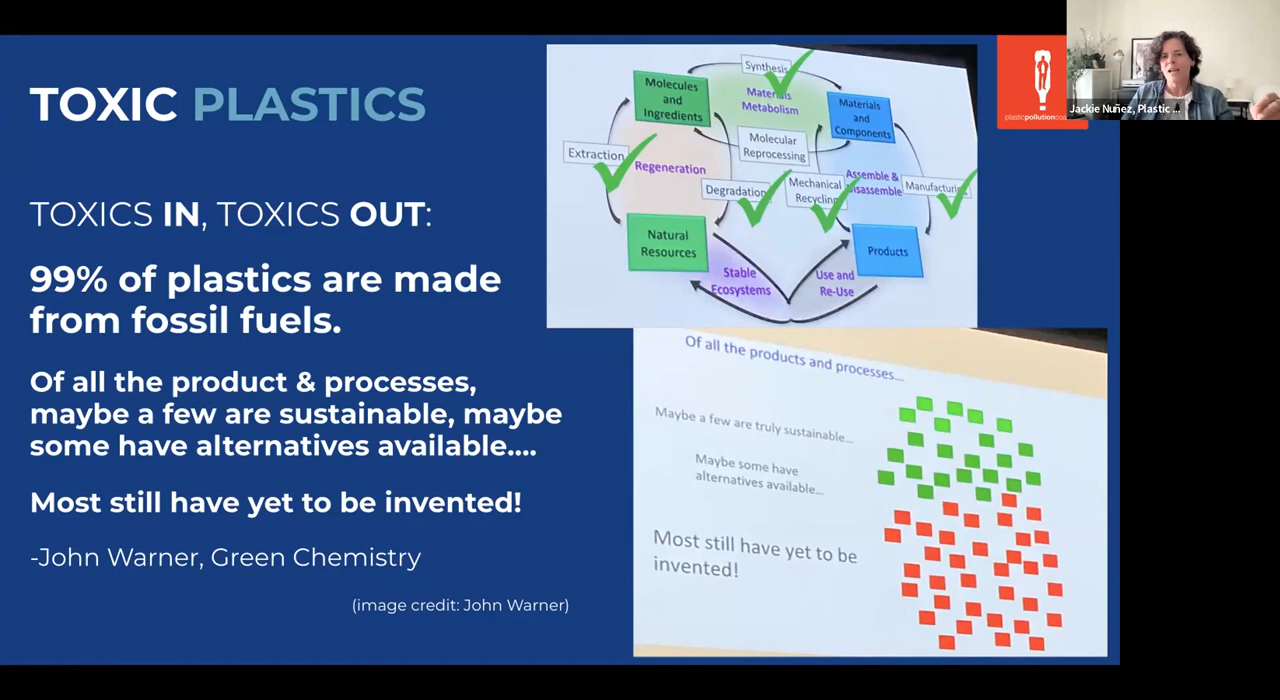 TOXIC PLASTICS
TOXICS IN, TOXICS OUT:
99% of plastics are made
from fossil fuels.
Of all the product & processes,
maybe a few are sustainable, maybe
some have alternatives available....
Most still have yet to be invented!
-John Warner, Green Chemistry
(image credit: John Warner)
Synthesis
Molecules
and
Ingredients
Materials
Metabolism
Materials
and
Components
Molecular
Reprocessing
Extraction
Regeneration
Degradation
Mechanical
Recycling
Assemble &
Disassemble
Manufacturing
Natural
Resources
Products
Stable
Ecosystems
Use and
Re-Use
Of all the products and processes...
Maybe a few are truly sustainable...
Maybe some have
alternatives available...
Most still have yet to be
invented!
plasticpollutionco
Jackie Nuñez, Plastic ...